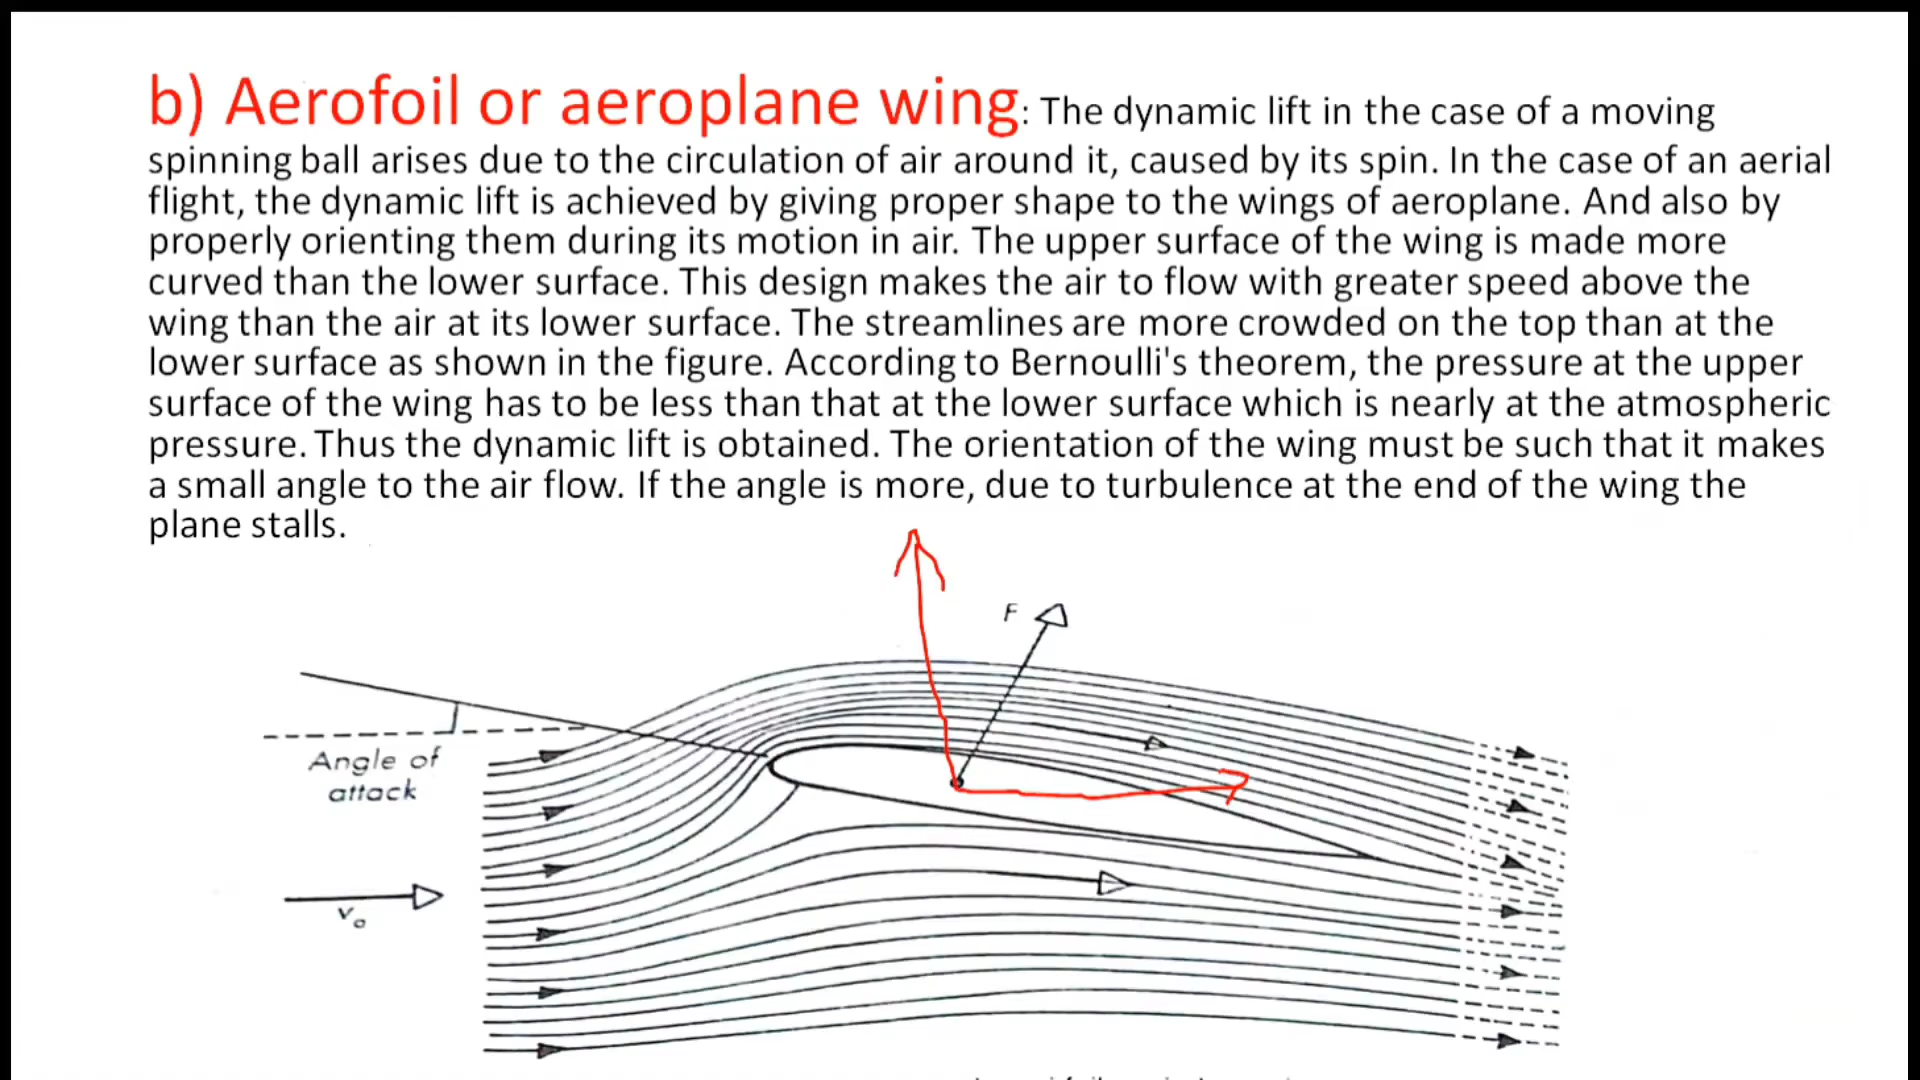 b) Aerofoil or aeroplane wing: The dynamic lift in the case of a moving
spinning ball arises due to the circulation of air around it, caused by its spin. In the case of an aerial
flight, the dynamic lift is achieved by giving proper shape to the wings of aeroplane. And also by
properly orienting them during its motion in air. The upper surface of the wing is made more
curved than the lower surface. This design makes the air to flow with greater speed above the
wing than the air at its lower surface. The streamlines are more crowded on the top than at the
lower surface as shown in the figure. According to Bernoulli's theorem, the pressure at the upper
surface of the wing has to be less than that at the lower surface which is nearly at the atmospheric
pressure. Thus the dynamic lift is obtained. The orientation of the wing must be such that it makes
a small angle to the air flow. If the angle is more, due to turbulence at the end of the wing the
plane stalls.
F
Angle of
attack